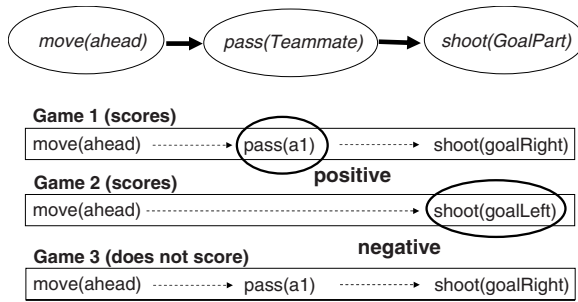 move(ahead) pass(Teammate) shoot(GoalPart)
Game 1 (scores)
move(ahead) pass(a1) shoot(goalRight)
positive
Game 2 (scores)
move(ahead) shoot(goalLeft)
negative
Game 3 (does not score)
move(ahead) pass(a1) shoot(goalRight)